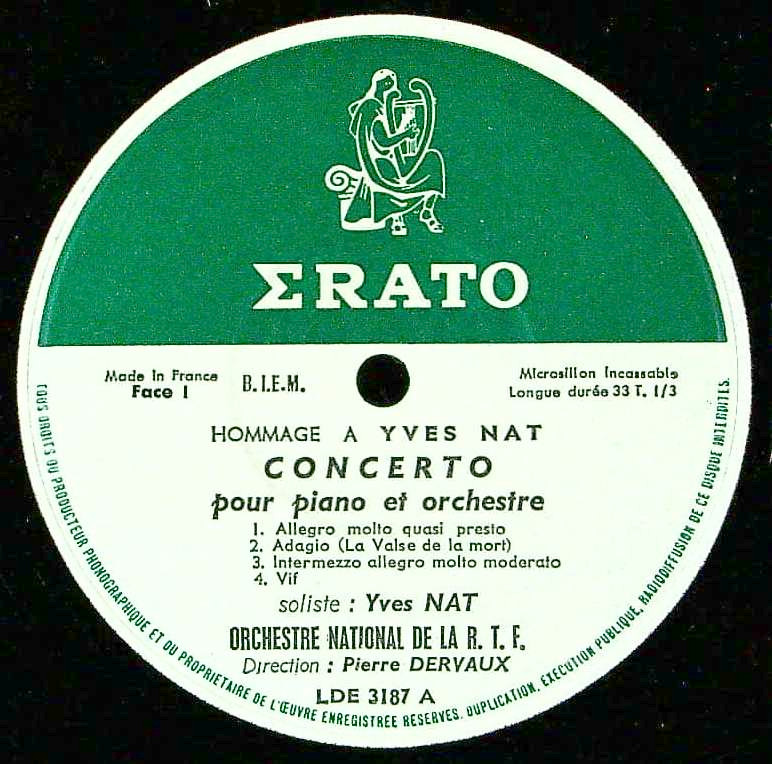 ΣRATO
Made in France
Face 1
B.I.E.M.
Microsillon Incassable
Longue durée 33 T. 1/3
HOMMAGE A YVES NAT
CONCERTO
pour piano et orchestre
1. Allegro molto quasi presto
2. Adagio (La Valse de la mort)
3. Intermezzo allegro molto moderato
4. Vif
soliste : Yves NAT
ORCHESTRE NATIONAL DE LA R. T. F.
Direction : Pierre DERVAUX
LDE 3187 A
TOUS DROITS DU PRODUCTEUR PHONOGRAPHIQUE ET DU PROPRIETAIRE DE L'ŒUVRE ENREGISTRÉE RESERVES. DUPLICATION, EXECUTION PUBLIQUE, RADIODIFFUSION DE CE DISQUE INTERDITES.